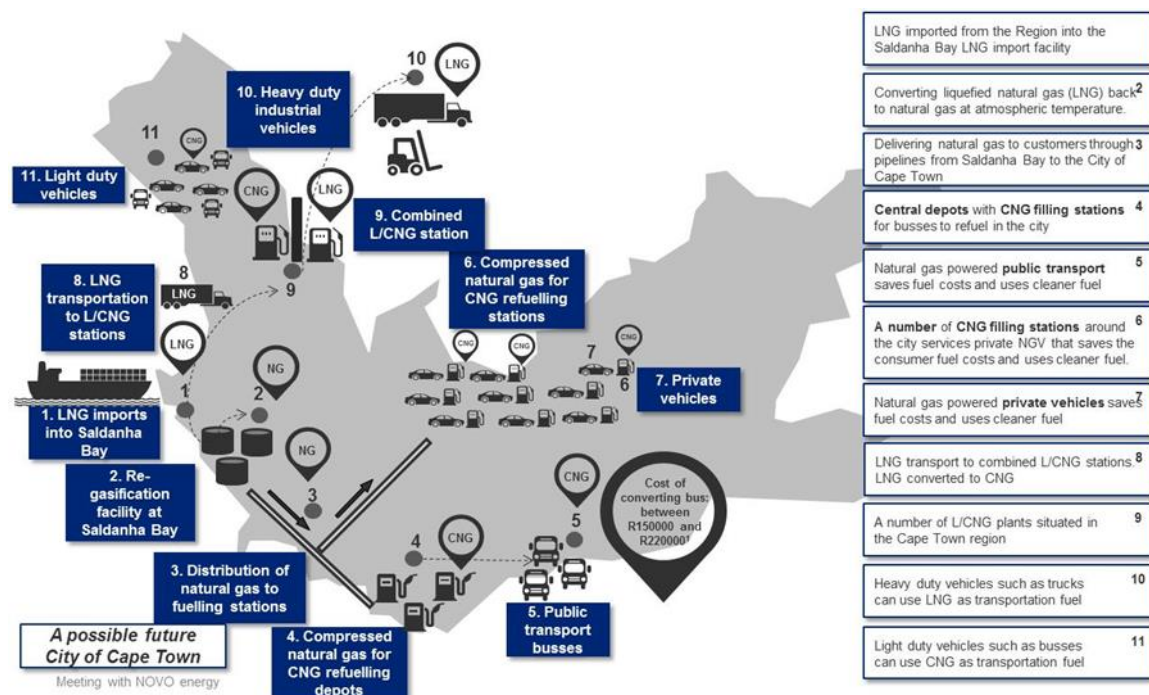 10
LNG
10. Heavy duty
industrial
vehicles
11
CNG
11. Light duty
vehicles
CNG
LNG
9. Combined
L/CNG station
9
8
LNG
8. LNG
transportation
to L/CNG
stations
LNG
1
1. LNG imports
into Saldanha
Bay
NG
2
2. Re-
gasification
facility at
Saldanha Bay
NG
3
3. Distribution of
natural gas to
fuelling stations
6. Compressed
natural gas for
CNG refuelling
stations
CNG
CNG
CNG
7
6
7. Private
vehicles
4
CNG
4. Compressed
natural gas for
CNG refuelling
depots
CNG
5
5. Public
transport
busses
Cost of
converting bus:
between
R150000 and
R220000¹
A possible future
City of Cape Town
Meeting with NOVO energy
LNG imported from the Region into the
Saldanha Bay LNG import facility
Converting liquefied natural gas (LNG) back 2
to natural gas at atmospheric temperature.
Delivering natural gas to customers through 3
pipelines from Saldanha Bay to the City of
Cape Town
Central depots with CNG filling stations 4
for busses to refuel in the city
Natural gas powered public transport 5
saves fuel costs and uses cleaner fuel
6
A number of CNG filling stations around
the city services private NGV that saves the
consumer fuel costs and uses cleaner fuel.
Natural gas powered private vehicles saves 7
fuel costs and uses cleaner fuel
LNG transport to combined L/CNG stations. 8
LNG converted to CNG
A number of L/CNG plants situated in 9
the Cape Town region
Heavy duty vehicles such as trucks 10
can use LNG as transportation fuel
Light duty vehicles such as busses 11
can use CNG as transportation fuel